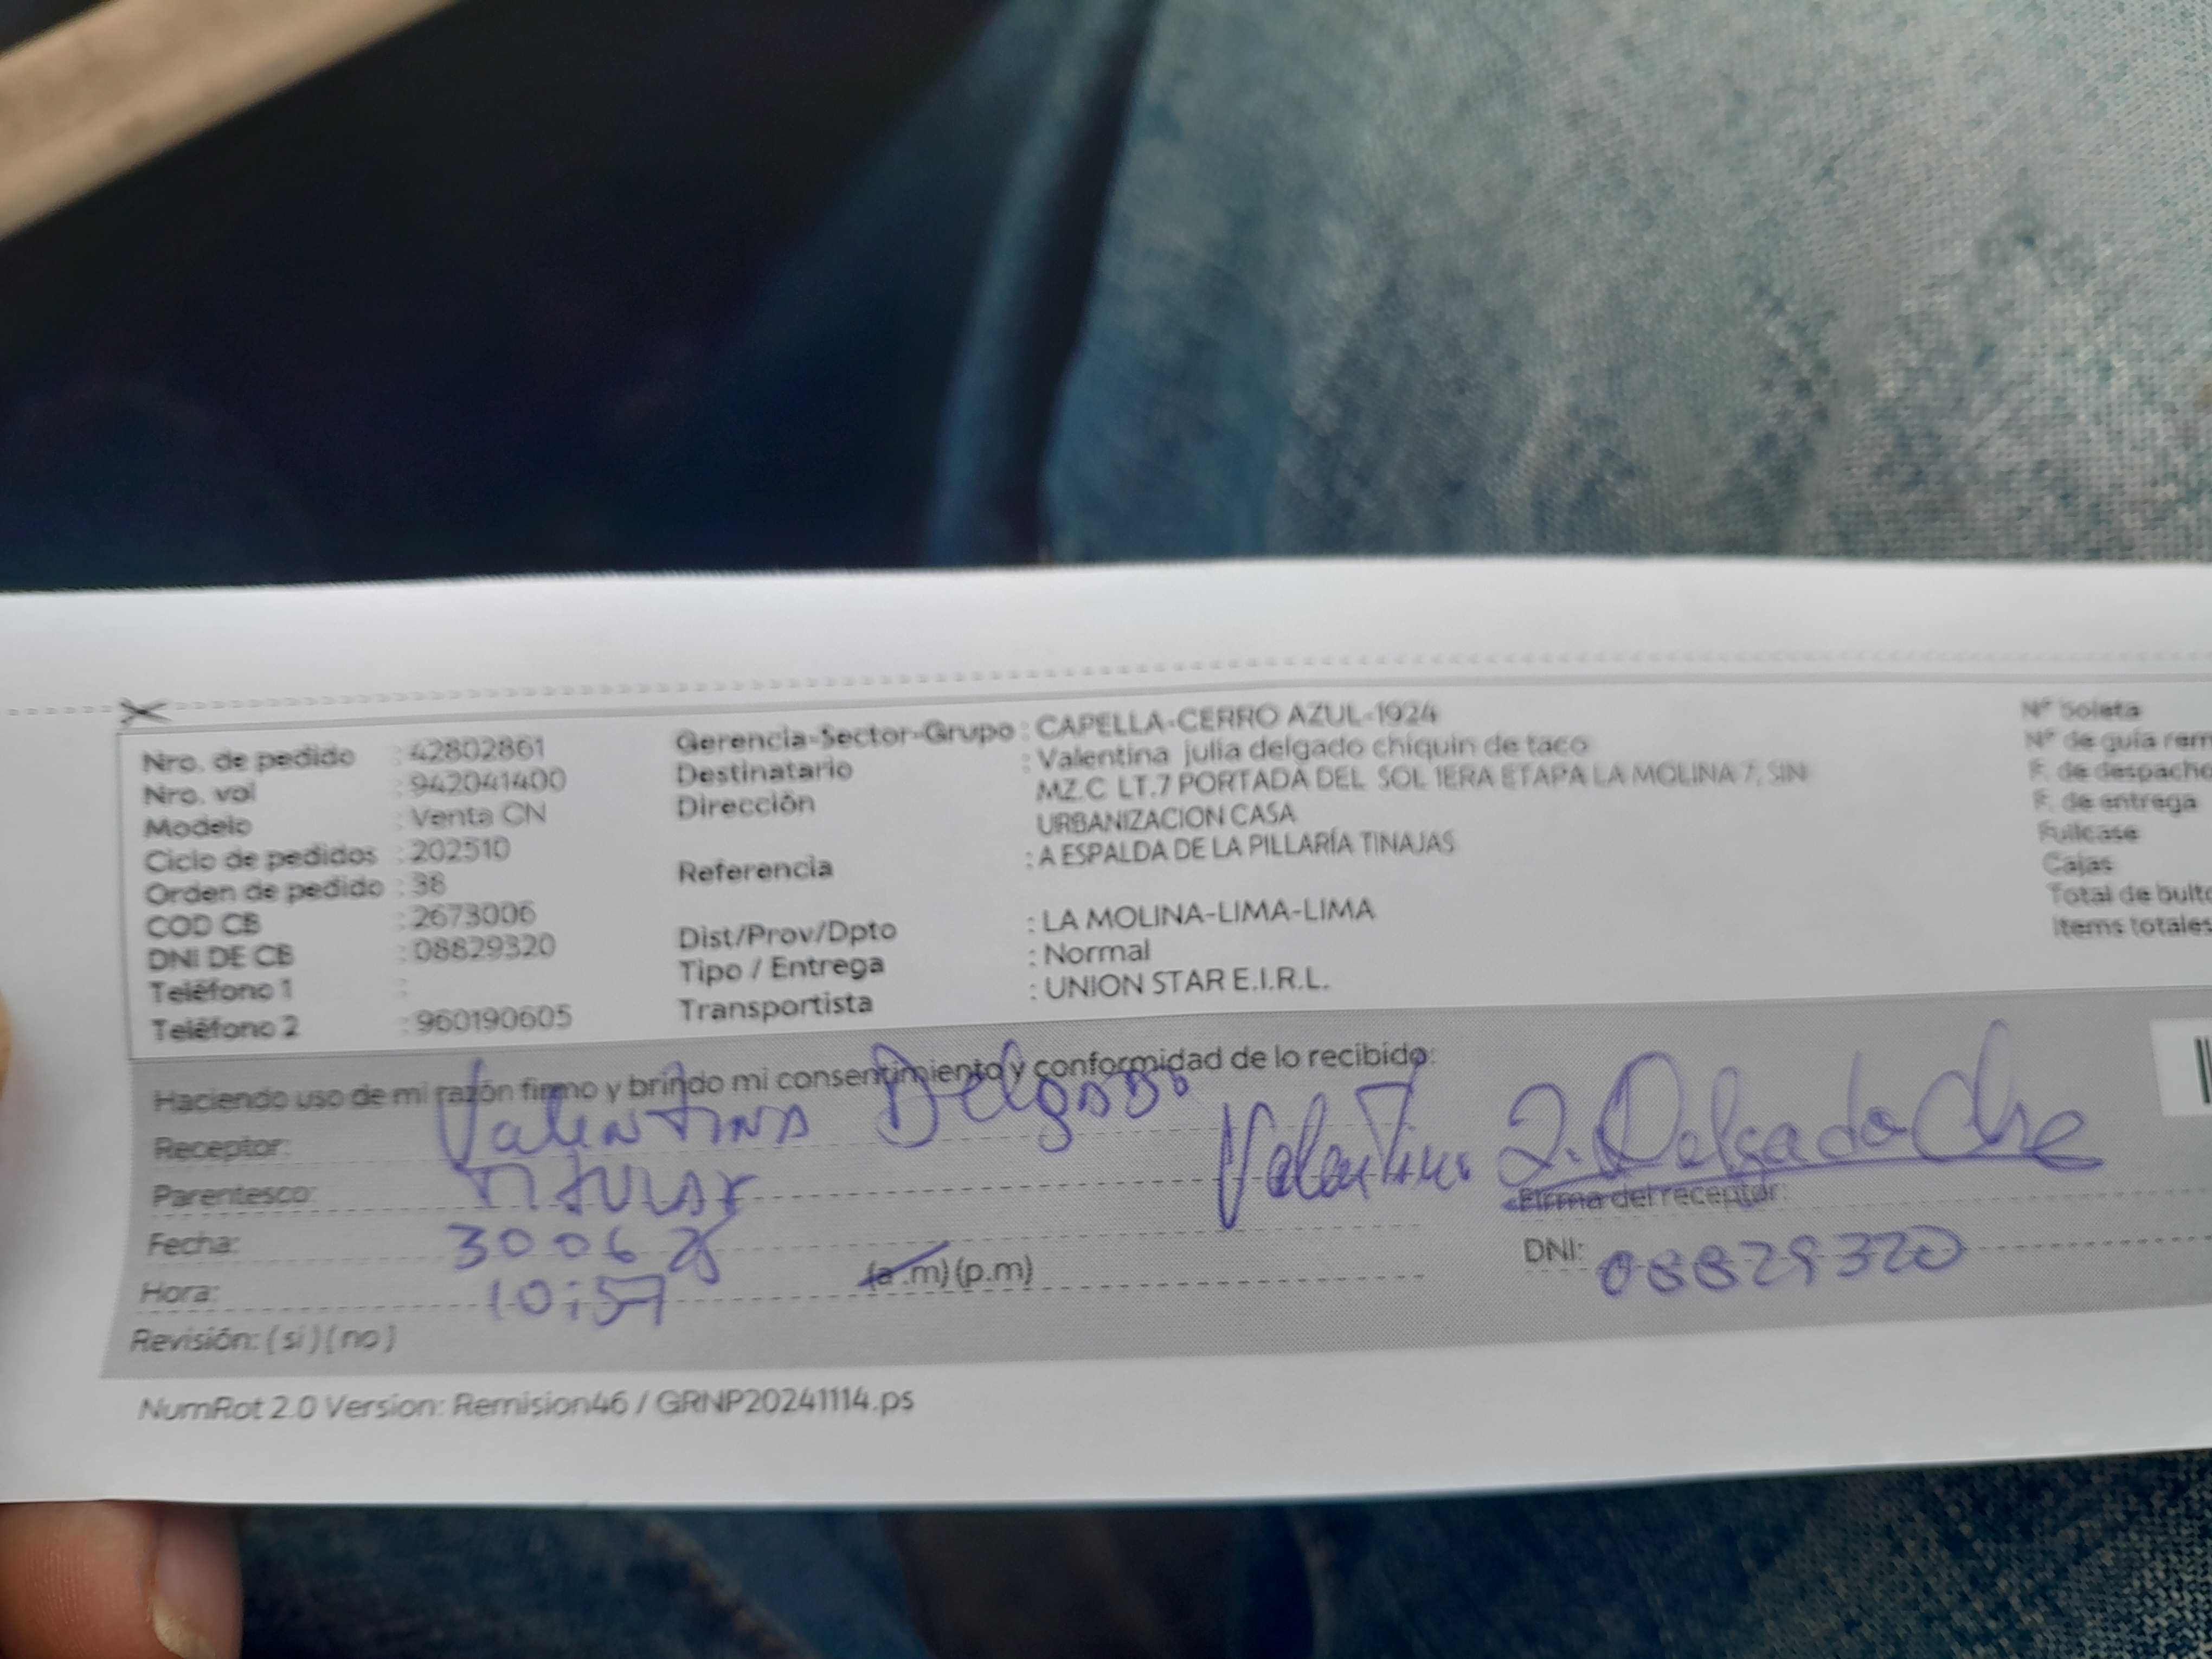 Nro. de pedido : 42802861
Nro. vol : 942041400
Modelo : Venta CN
Ciclo de pedidos : 202510
Orden de pedido : 38
COD CB : 2673006
DNI DE CB : 08829320
Teléfono 1 :
Teléfono 2 : 960190605
Gerencia-Sector-Grupo : CAPELLA-CERRO AZUL-1924
Destinatario : Valentina julia delgado chiquin de taco
Dirección MZ.C LT.7 PORTADA DEL SOL 1ERA ETAPA LA MOLINA 7, SIN
URBANIZACION CASA
Referencia : A ESPALDA DE LA PILLARÍA TINAJAS
Dist/Prov/Dpto : LA MOLINA-LIMA-LIMA
Tipo / Entrega : Normal
Transportista : UNION STAR E.I.R.L.
N° boleta
N° de guía rem
F. de despacho
F. de entrega
Fullcase
Cajas
Total de bulto
Items totales
Haciendo uso de mi razón firmo y brindo mi consentimiento y conformidad de lo recibido:
Receptor: Valentina Delgado
Parentesco: Titular
Fecha: 30 06 25
Hora: 10:57 (a.m)(p.m)
Revisión: (si)(no)
Valentina J. Delgado Che
Firma del receptor:
DNI: 08829320
NumRot 2.0 Version: Remision46 / GRNP20241114.ps